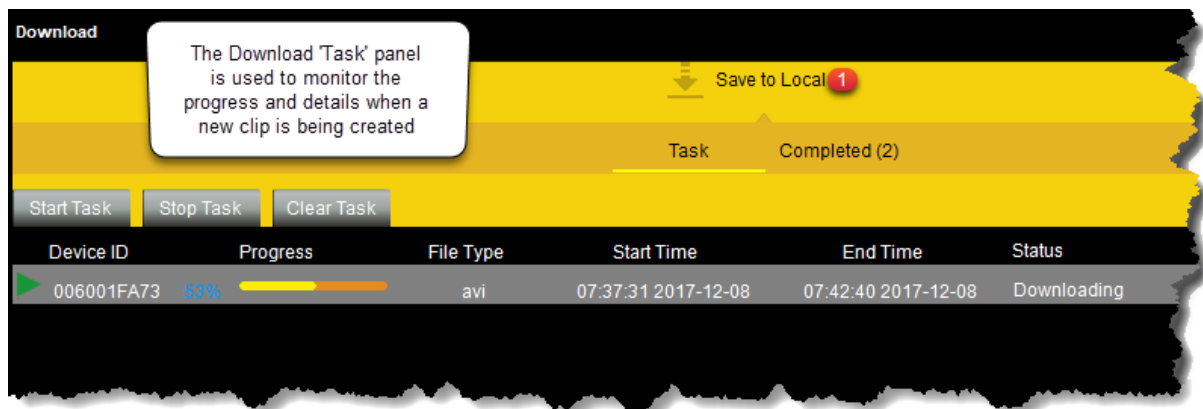 Download
The Download 'Task' panel
is used to monitor the
progress and details when a
new clip is being created
Save to Local 1
Task Completed (2)
Start Task Stop Task Clear Task
Device ID Progress File Type Start Time End Time Status
006001FA73 53% avi 07:37:31 2017-12-08 07:42:40 2017-12-08 Downloading